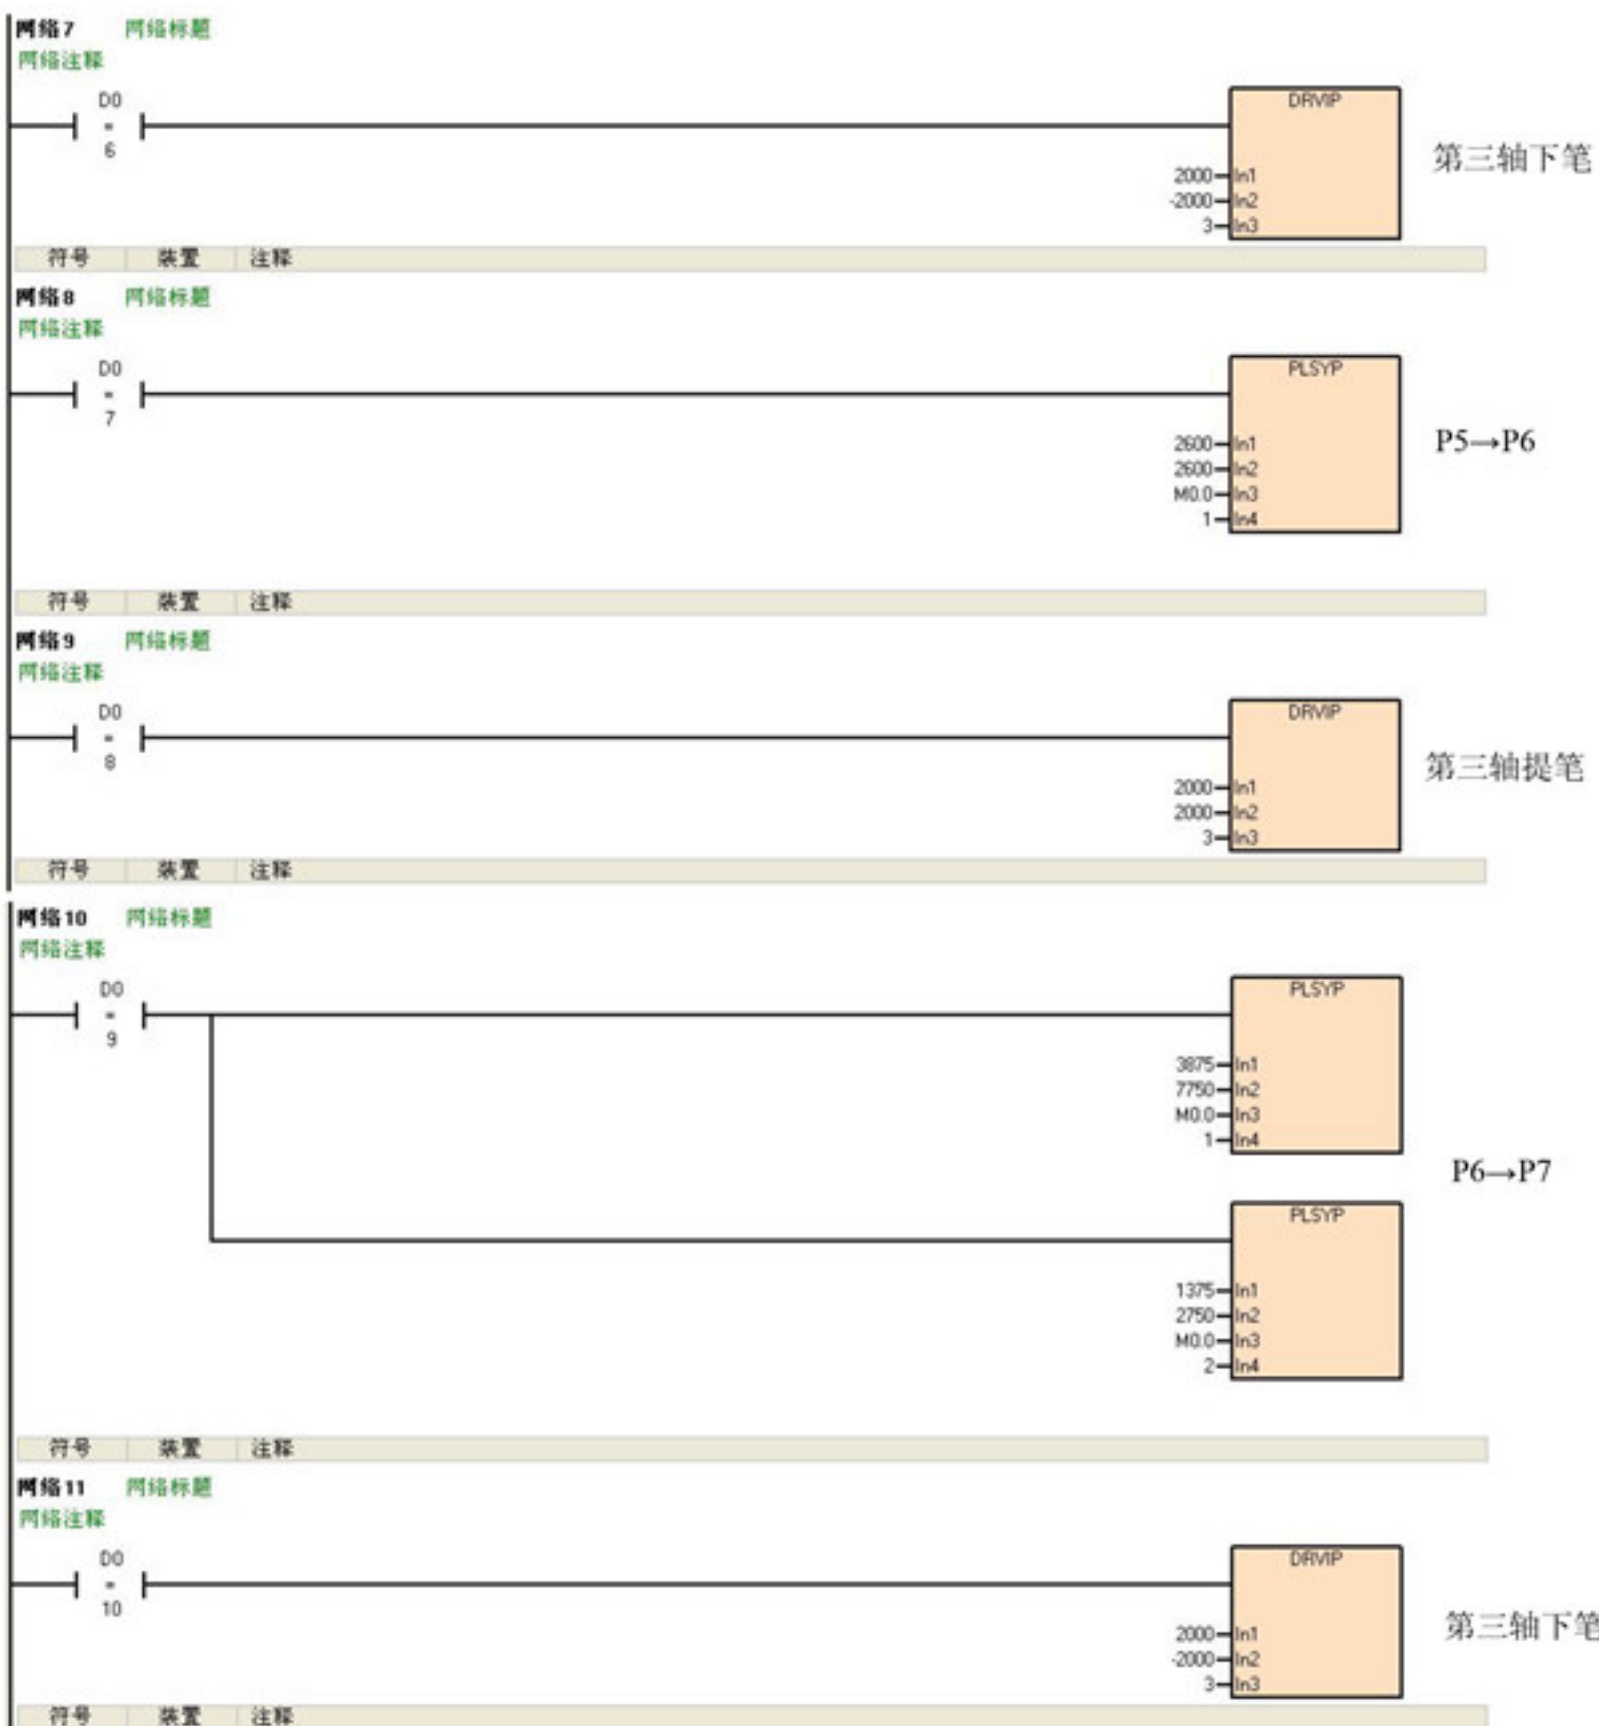 网络7 网络标题
网络注释
D0
=
6
DRVIP
2000 In1
-2000 In2
3 In3
第三轴下笔
符号 装置 注释
网络8 网络标题
网络注释
D0
=
7
PLSYP
2600 In1
2600 In2
M0.0 In3
1 In4
P5→P6
符号 装置 注释
网络9 网络标题
网络注释
D0
=
8
DRVIP
2000 In1
2000 In2
3 In3
第三轴提笔
符号 装置 注释
网络10 网络标题
网络注释
D0
=
9
PLSYP
3875 In1
7750 In2
M0.0 In3
1 In4
P6→P7
PLSYP
1375 In1
2750 In2
M0.0 In3
2 In4
符号 装置 注释
网络11 网络标题
网络注释
D0
=
10
DRVIP
2000 In1
-2000 In2
3 In3
第三轴下笔
符号 装置 注释